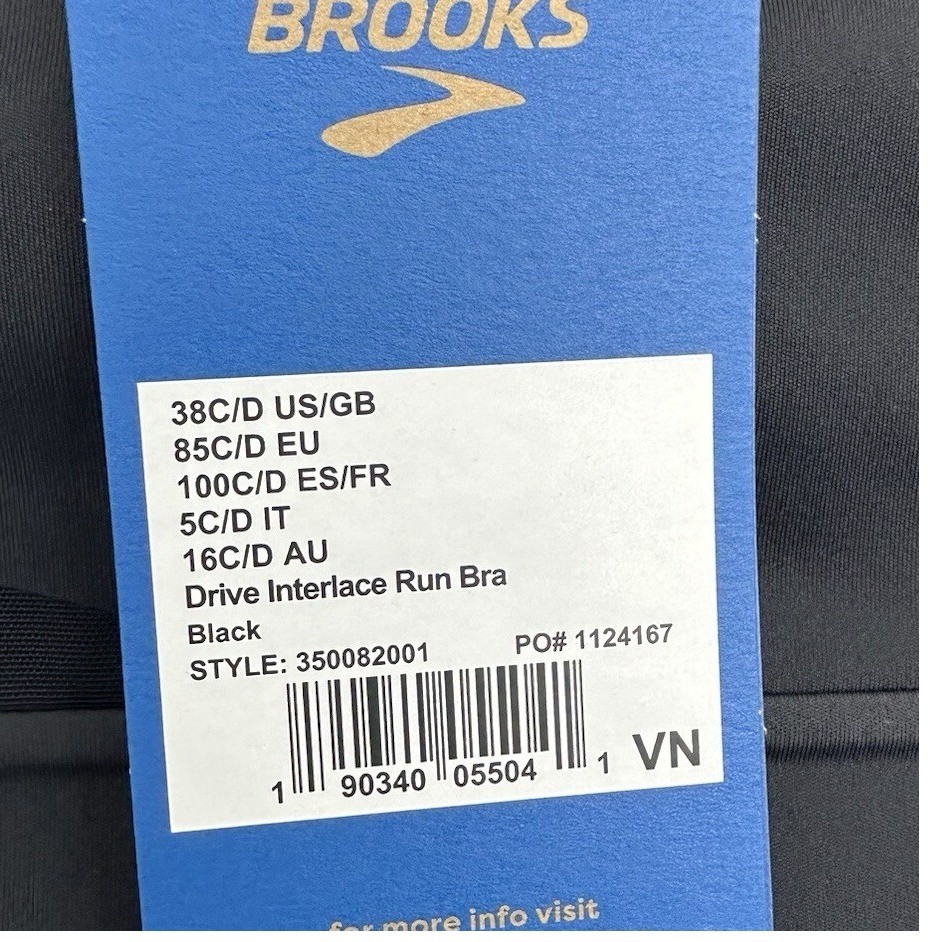 BROOKS
38C/D US/GB
85C/D EU
100C/D ES/FR
5C/D IT
16C/D AU
Drive Interlace Run Bra
Black
STYLE: 350082001 PO# 1124167
1 90340 05504 1 VN
for more info visit